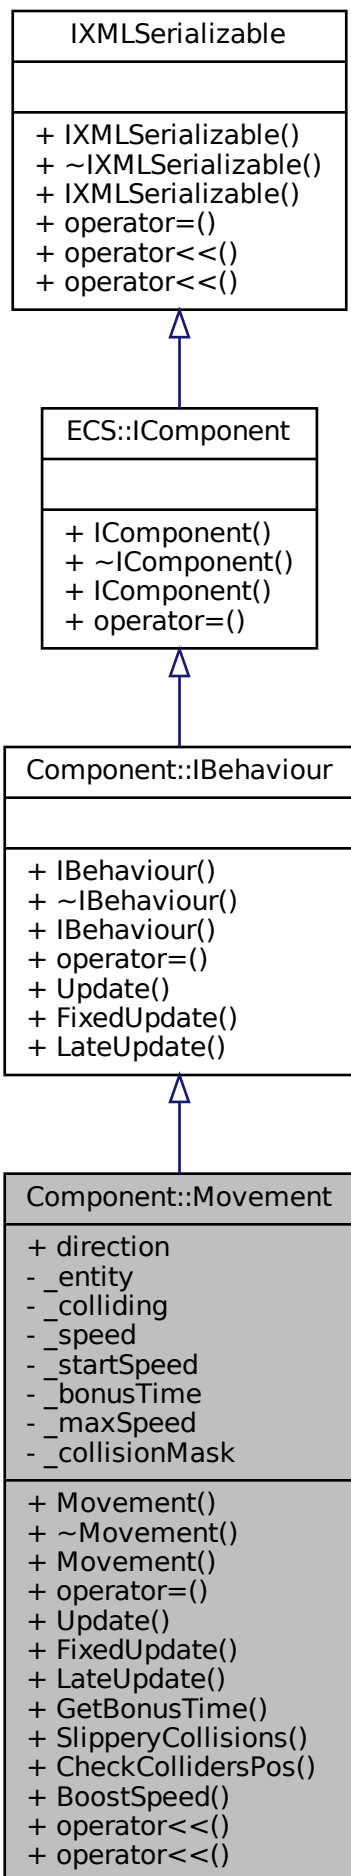 IXMLSerializable
+ IXMLSerializable()
+ ~IXMLSerializable()
+ IXMLSerializable()
+ operator=()
+ operator<<()
+ operator<<()
ECS::IComponent
+ IComponent()
+ ~IComponent()
+ IComponent()
+ operator=()
Component::IBehaviour
+ IBehaviour()
+ ~IBehaviour()
+ IBehaviour()
+ operator=()
+ Update()
+ FixedUpdate()
+ LateUpdate()
Component::Movement
+ direction
- _entity
- _colliding
- _speed
- _startSpeed
- _bonusTime
- _maxSpeed
- _collisionMask
+ Movement()
+ ~Movement()
+ Movement()
+ operator=()
+ Update()
+ FixedUpdate()
+ LateUpdate()
+ GetBonusTime()
+ SlipperyCollisions()
+ CheckCollidersPos()
+ BoostSpeed()
+ operator<<()
+ operator<<()